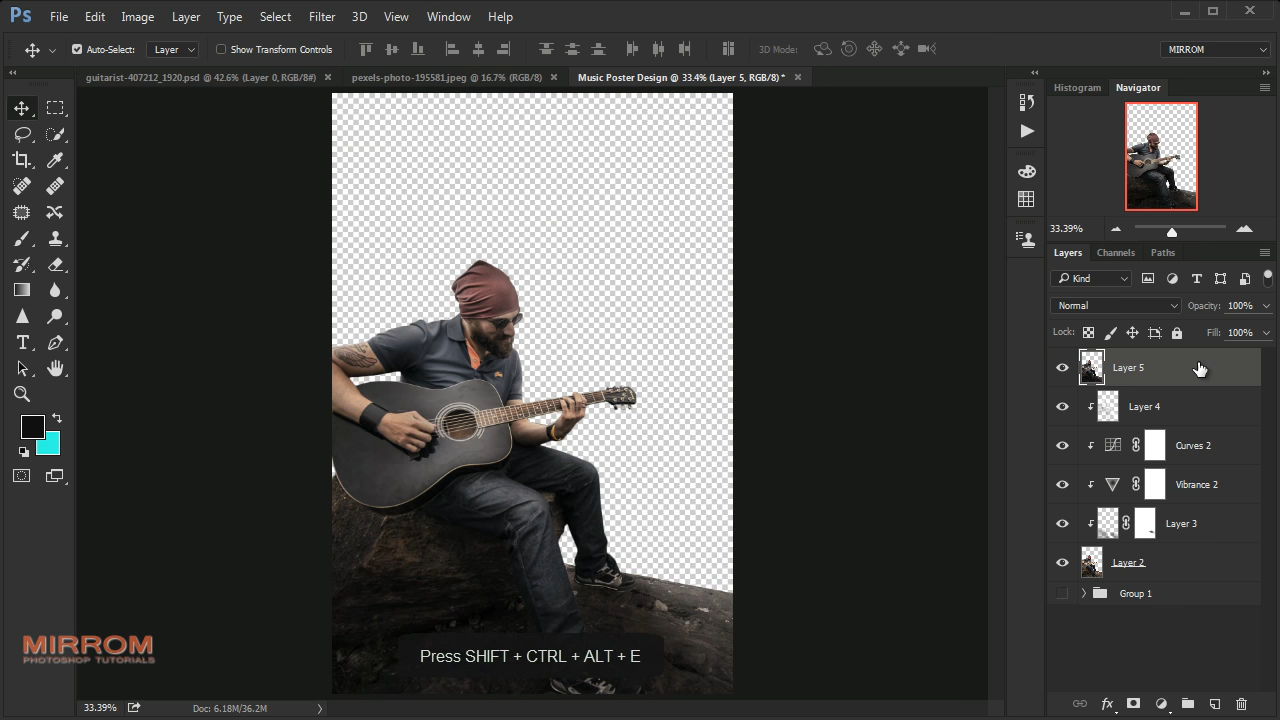 Ps File Edit Image Layer Type Select Filter 3D View Window Help
Auto-Select: Layer Show Transform Controls 3D Mode: MIRROM
guitarist-407212_1920.psd @ 42.6% (Layer 0, RGB/8#) pexels-photo-195581.jpeg @ 16.7% (RGB/8) Music Poster Design @ 33.4% (Layer 5, RGB/8) *
Histogram Navigator
33.39%
Layers Channels Paths
Kind
Normal Opacity: 100%
Lock: Fill: 100%
Layer 5
Layer 4
Curves 2
Vibrance 2
Layer 3
Layer 2
Group 1
MIRROM
PHOTOSHOP TUTORIALS
Press SHIFT + CTRL + ALT + E
33.39% Doc: 6.18M/36.2M